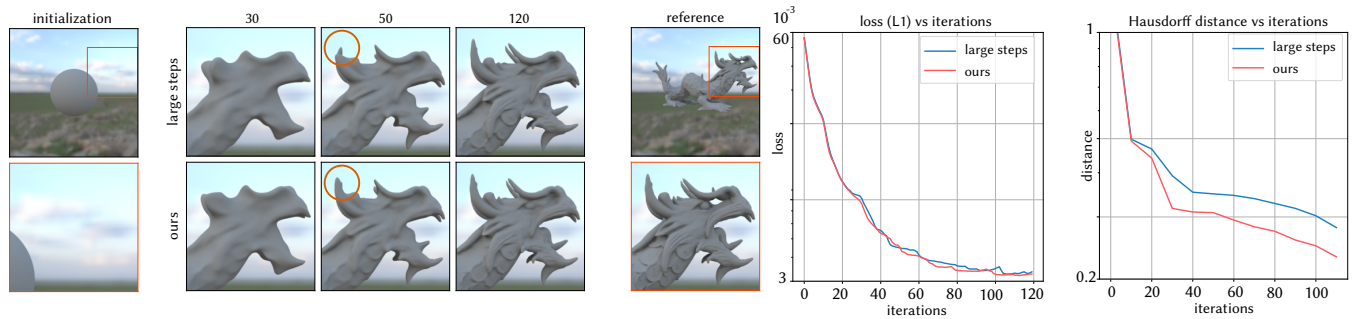 initialization
30
50
120
reference
large steps
ours
10⁻³
loss (L1) vs iterations
60
large steps
ours
loss
3
0
20
40
60
80
100
120
iterations
Hausdorff distance vs iterations
1
large steps
ours
distance
0.2
0
20
40
60
80
100
iterations